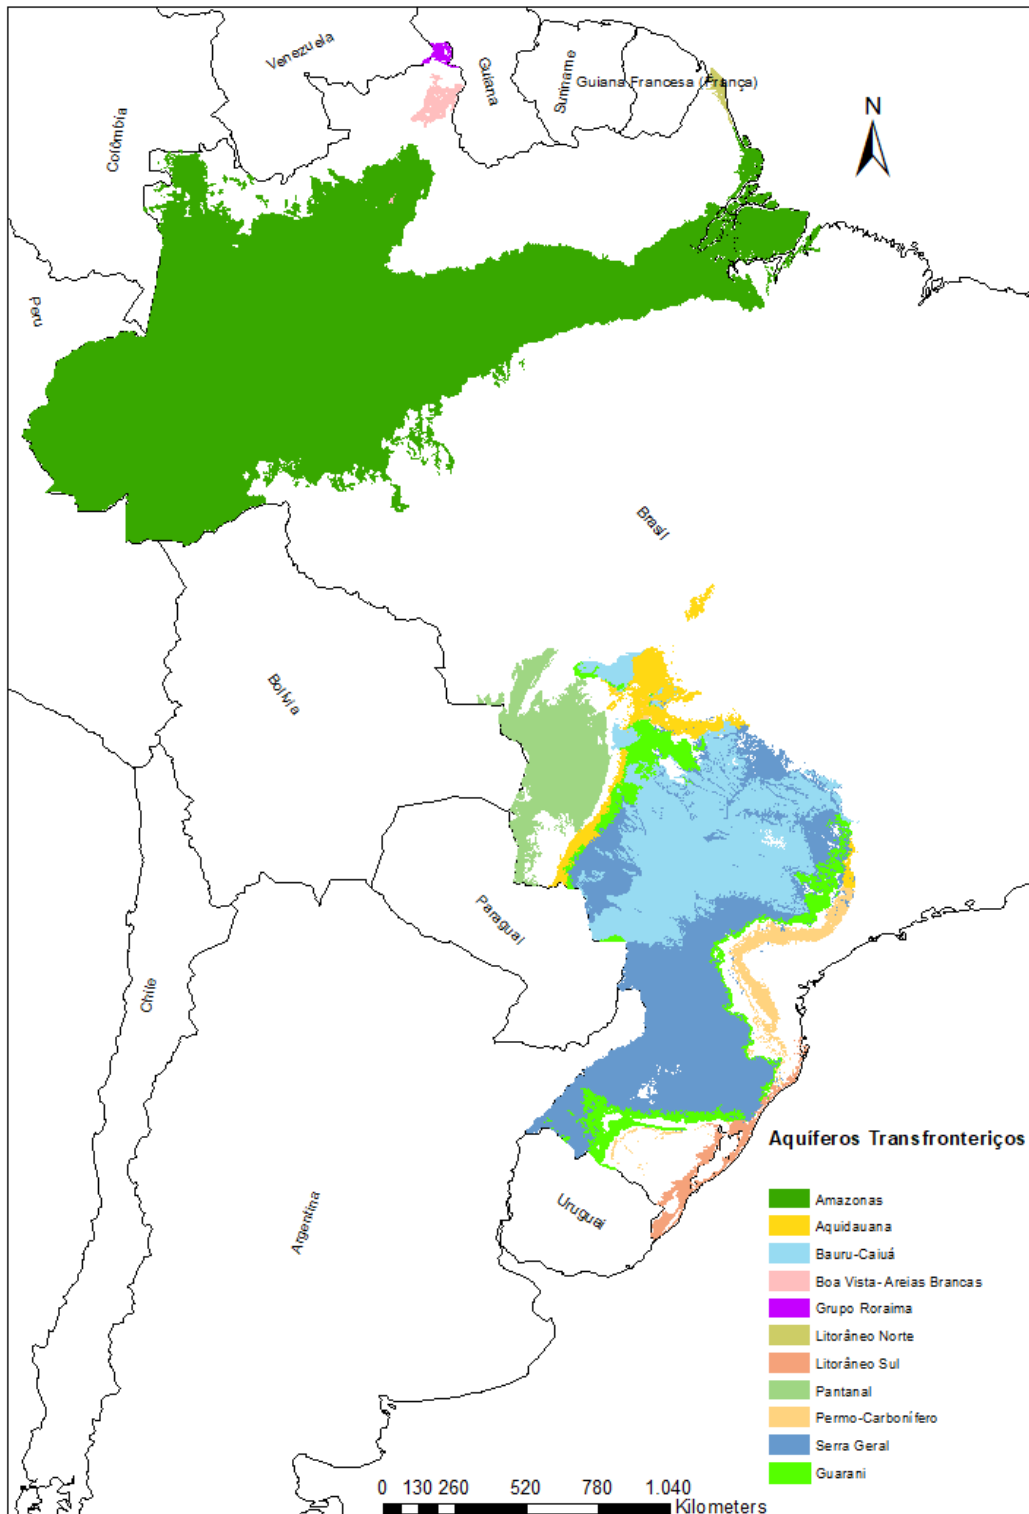 Venezuela
Guiana
Suriname
Guiana Francesa (França)
Colômbia
N
Peru
Brasil
Bolívia
Paraguai
Chile
Argentina
Uruguai
Aquíferos Transfronteriços
Amazonas
Aquidauana
Bauru-Caiuá
Boa Vista-Areias Brancas
Grupo Roraima
Litorâneo Norte
Litorâneo Sul
Pantanal
Permo-Carbonífero
Serra Geral
Guarani
0 130 260 520 780 1.040
Kilometers